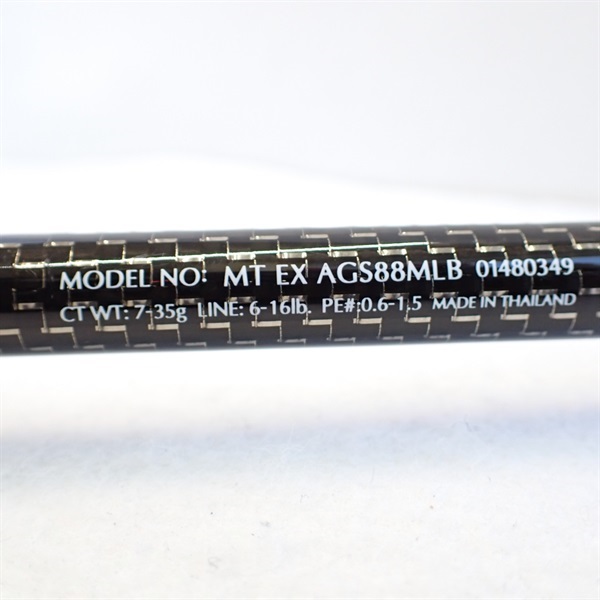 MODEL NO: MT EX AGS88MLB 01480349
CT WT: 7-35g LINE: 6-16lb. PE#:0.6-1.5 MADE IN THAILAND